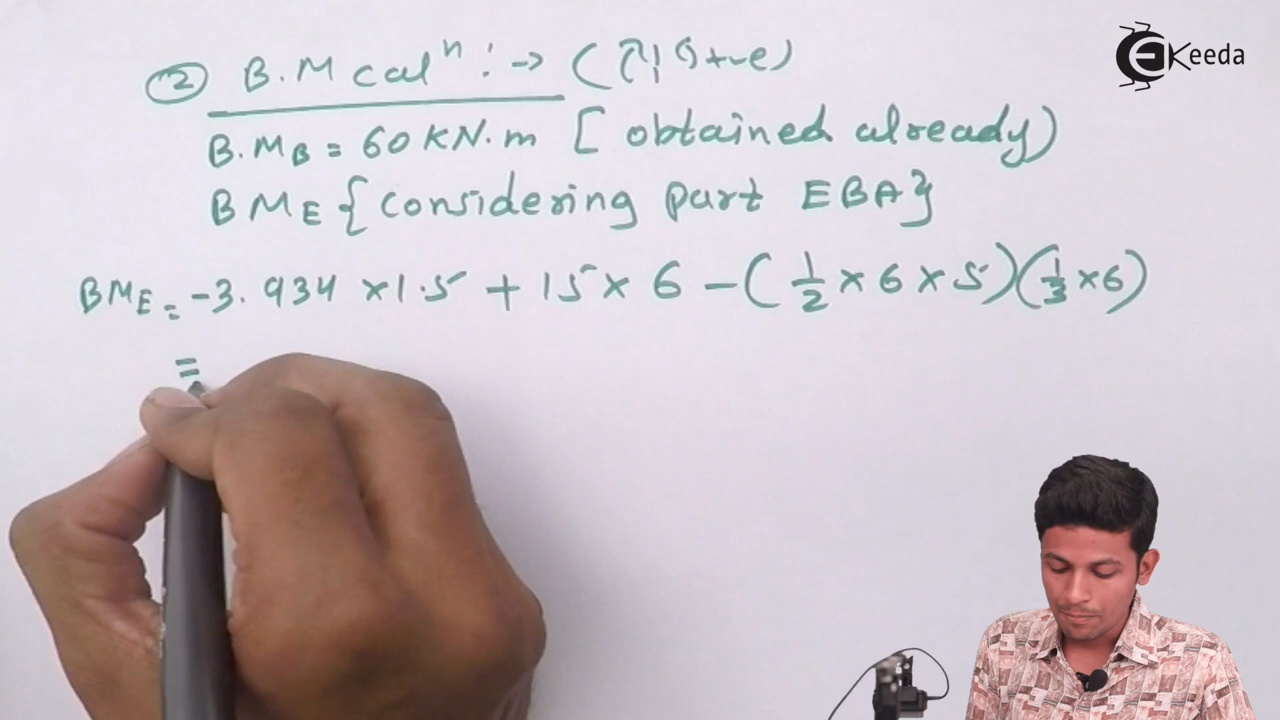 ② B.M calⁿ :→ (↱¦↰+ve)
B.M_B = 60 KN.m [obtained already)
BM_E {considering part EBA}
BM_E = -3.934 ×1.5 + 15 × 6 - (1/2 × 6 × 5)(1/3 ×6)
=
EKeeda